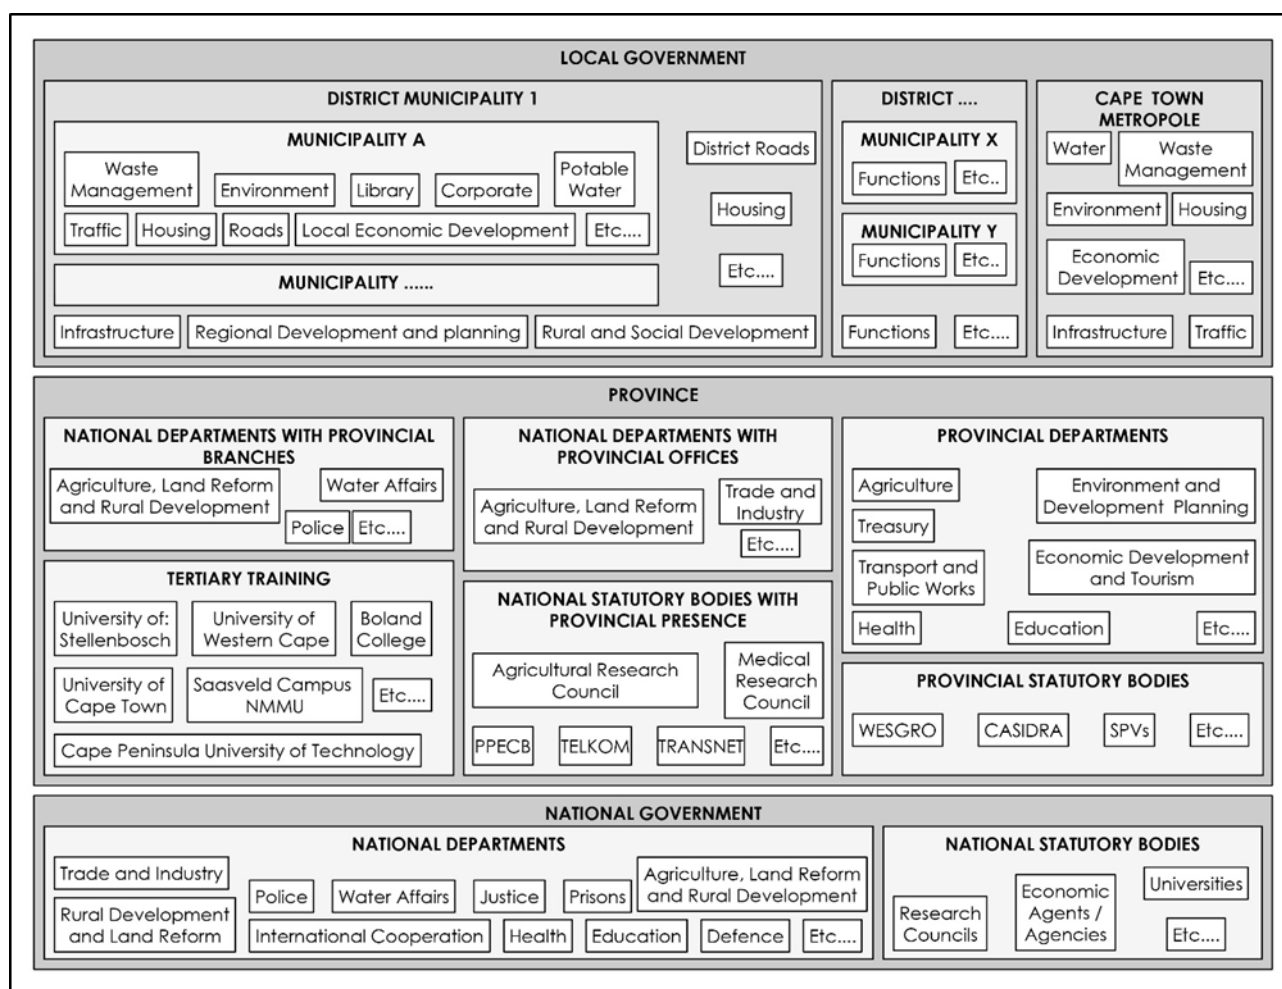 LOCAL GOVERNMENT
DISTRICT MUNICIPALITY 1
MUNICIPALITY A
Waste
Management
Environment
Library
Corporate
Potable
Water
Traffic
Housing
Roads
Local Economic Development
Etc....
MUNICIPALITY ......
District Roads
Housing
Etc....
Infrastructure
Regional Development and planning
Rural and Social Development
DISTRICT ....
MUNICIPALITY X
Functions
Etc..
MUNICIPALITY Y
Functions
Etc..
Functions
Etc....
CAPE TOWN
METROPOLE
Water
Waste
Management
Environment
Housing
Economic
Development
Etc....
Infrastructure
Traffic
PROVINCE
NATIONAL DEPARTMENTS WITH PROVINCIAL
BRANCHES
Agriculture, Land Reform
and Rural Development
Water Affairs
Police
Etc....
TERTIARY TRAINING
University of:
Stellenbosch
University of
Western Cape
Boland
College
University of
Cape Town
Saasveld Campus
NMMU
Etc....
Cape Peninsula University of Technology
NATIONAL DEPARTMENTS WITH
PROVINCIAL OFFICES
Agriculture, Land Reform
and Rural Development
Trade and
Industry
Etc....
NATIONAL STATUTORY BODIES WITH
PROVINCIAL PRESENCE
Agricultural Research
Council
Medical
Research
Council
PPECB
TELKOM
TRANSNET
Etc....
PROVINCIAL DEPARTMENTS
Agriculture
Environment and
Development Planning
Treasury
Transport and
Public Works
Economic Development
and Tourism
Health
Education
Etc....
PROVINCIAL STATUTORY BODIES
WESGRO
CASIDRA
SPVs
Etc....
NATIONAL GOVERNMENT
NATIONAL DEPARTMENTS
Trade and Industry
Police
Water Affairs
Justice
Prisons
Agriculture, Land Reform
and Rural Development
Rural Development
and Land Reform
International Cooperation
Health
Education
Defence
Etc....
NATIONAL STATUTORY BODIES
Research
Councils
Economic
Agents /
Agencies
Universities
Etc....